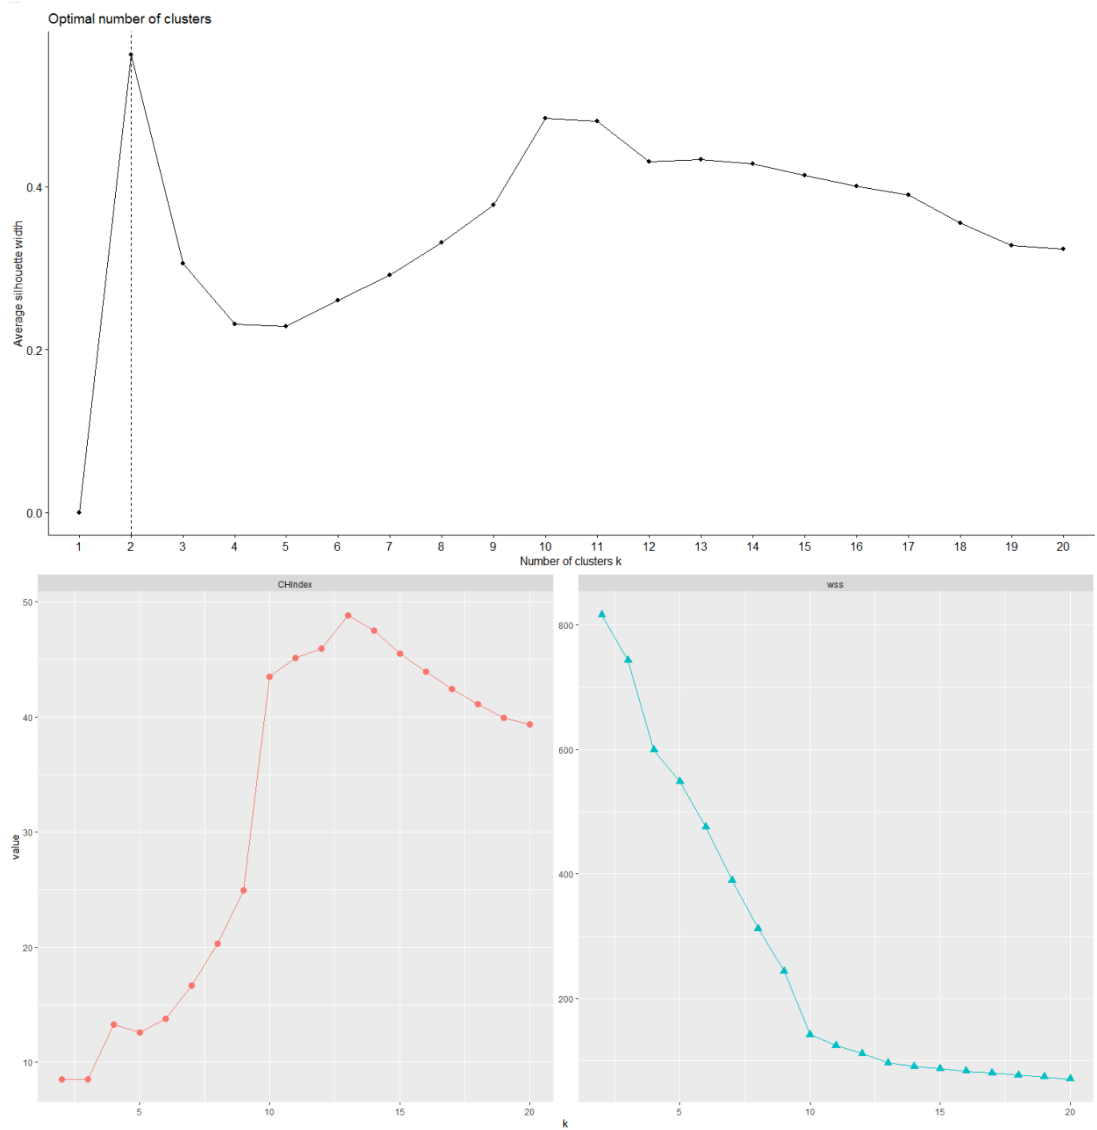 Optimal number of clusters
Average silhouette width
0.4
0.2
0.0
1 2 3 4 5 6 7 8 9 10 11 12 13 14 15 16 17 18 19 20
Number of clusters k
CHIndex
wss
value
50
40
30
20
10
800
600
400
200
5 10 15 20
5 10 15 20
k